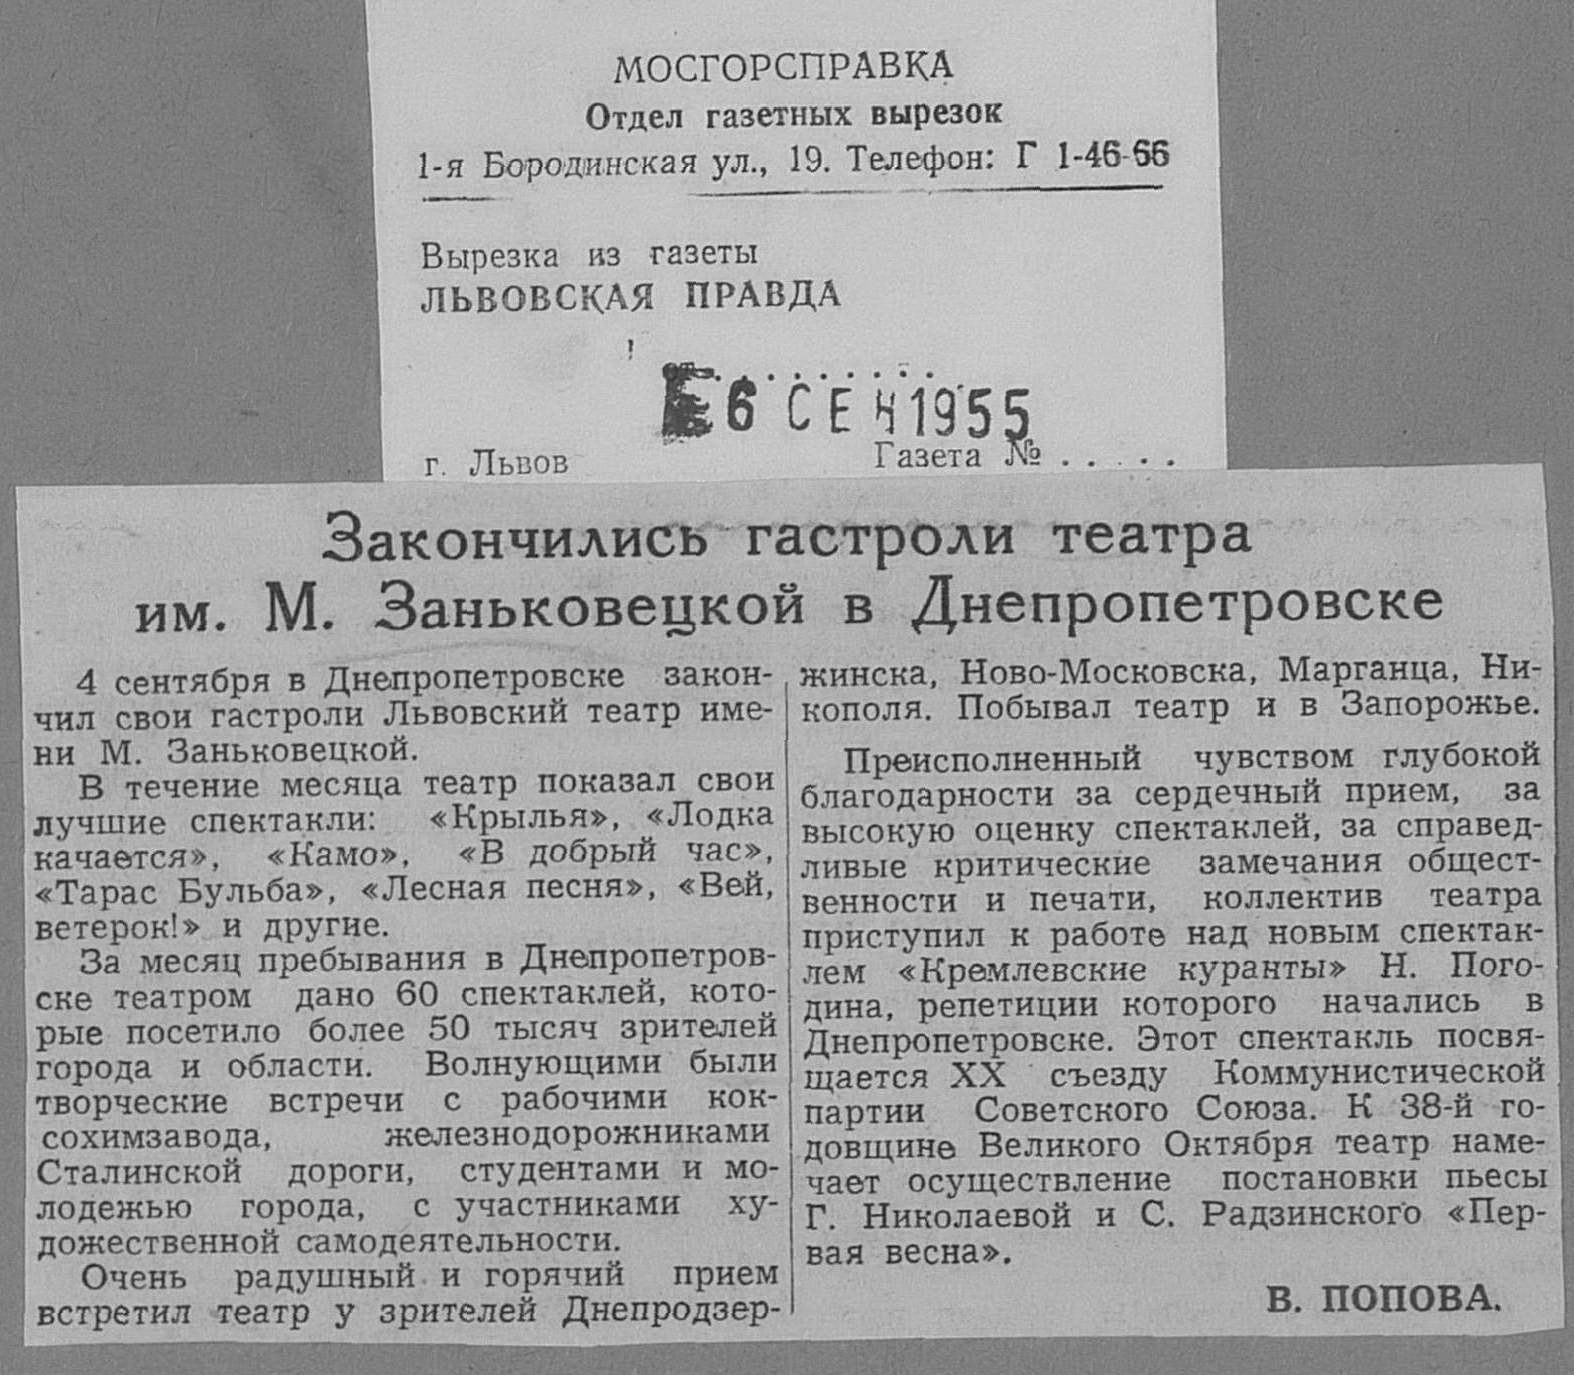 МОСГОРСПРАВКА
Отдел газетных вырезок
1-я Бородинская ул., 19. Телефон: Г 1-46-66
Вырезка из газеты
ЛЬВОВСКАЯ ПРАВДА
от. . . . . . . . .
6 СЕН 1955
г. Львов
Газета № . . . . .
Закончились гастроли театра
им. М. Заньковецкой в Днепропетровске
4 сентября в Днепропетровске закон-
чил свои гастроли Львовский театр име-
ни М. Заньковецкой.
В течение месяца театр показал свои
лучшие спектакли: «Крылья», «Лодка
качается», «Камо», «В добрый час»,
«Тарас Бульба», «Лесная песня», «Вей,
ветерок!» и другие.
За месяц пребывания в Днепропетров-
ске театром дано 60 спектаклей, кото-
рые посетило более 50 тысяч зрителей
города и области. Волнующими были
творческие встречи с рабочими кок-
сохимзавода, железнодорожниками
Сталинской дороги, студентами и мо-
лодежью города, с участниками ху-
дожественной самодеятельности.
Очень радушный и горячий прием
встретил театр у зрителей Днепродзер-
жинска, Ново-Московска, Марганца, Ни-
кополя. Побывал театр и в Запорожье.
Преисполненный чувством глубокой
благодарности за сердечный прием, за
высокую оценку спектаклей, за справед-
ливые критические замечания общест-
венности и печати, коллектив театра
приступил к работе над новым спектак-
лем «Кремлевские куранты» Н. Пого-
дина, репетиции которого начались в
Днепропетровске. Этот спектакль посвя-
щается XX съезду Коммунистической
партии Советского Союза. К 38-й го-
довщине Великого Октября театр наме-
чает осуществление постановки пьесы
Г. Николаевой и С. Радзинского «Пер-
вая весна».
В. ПОПОВА.